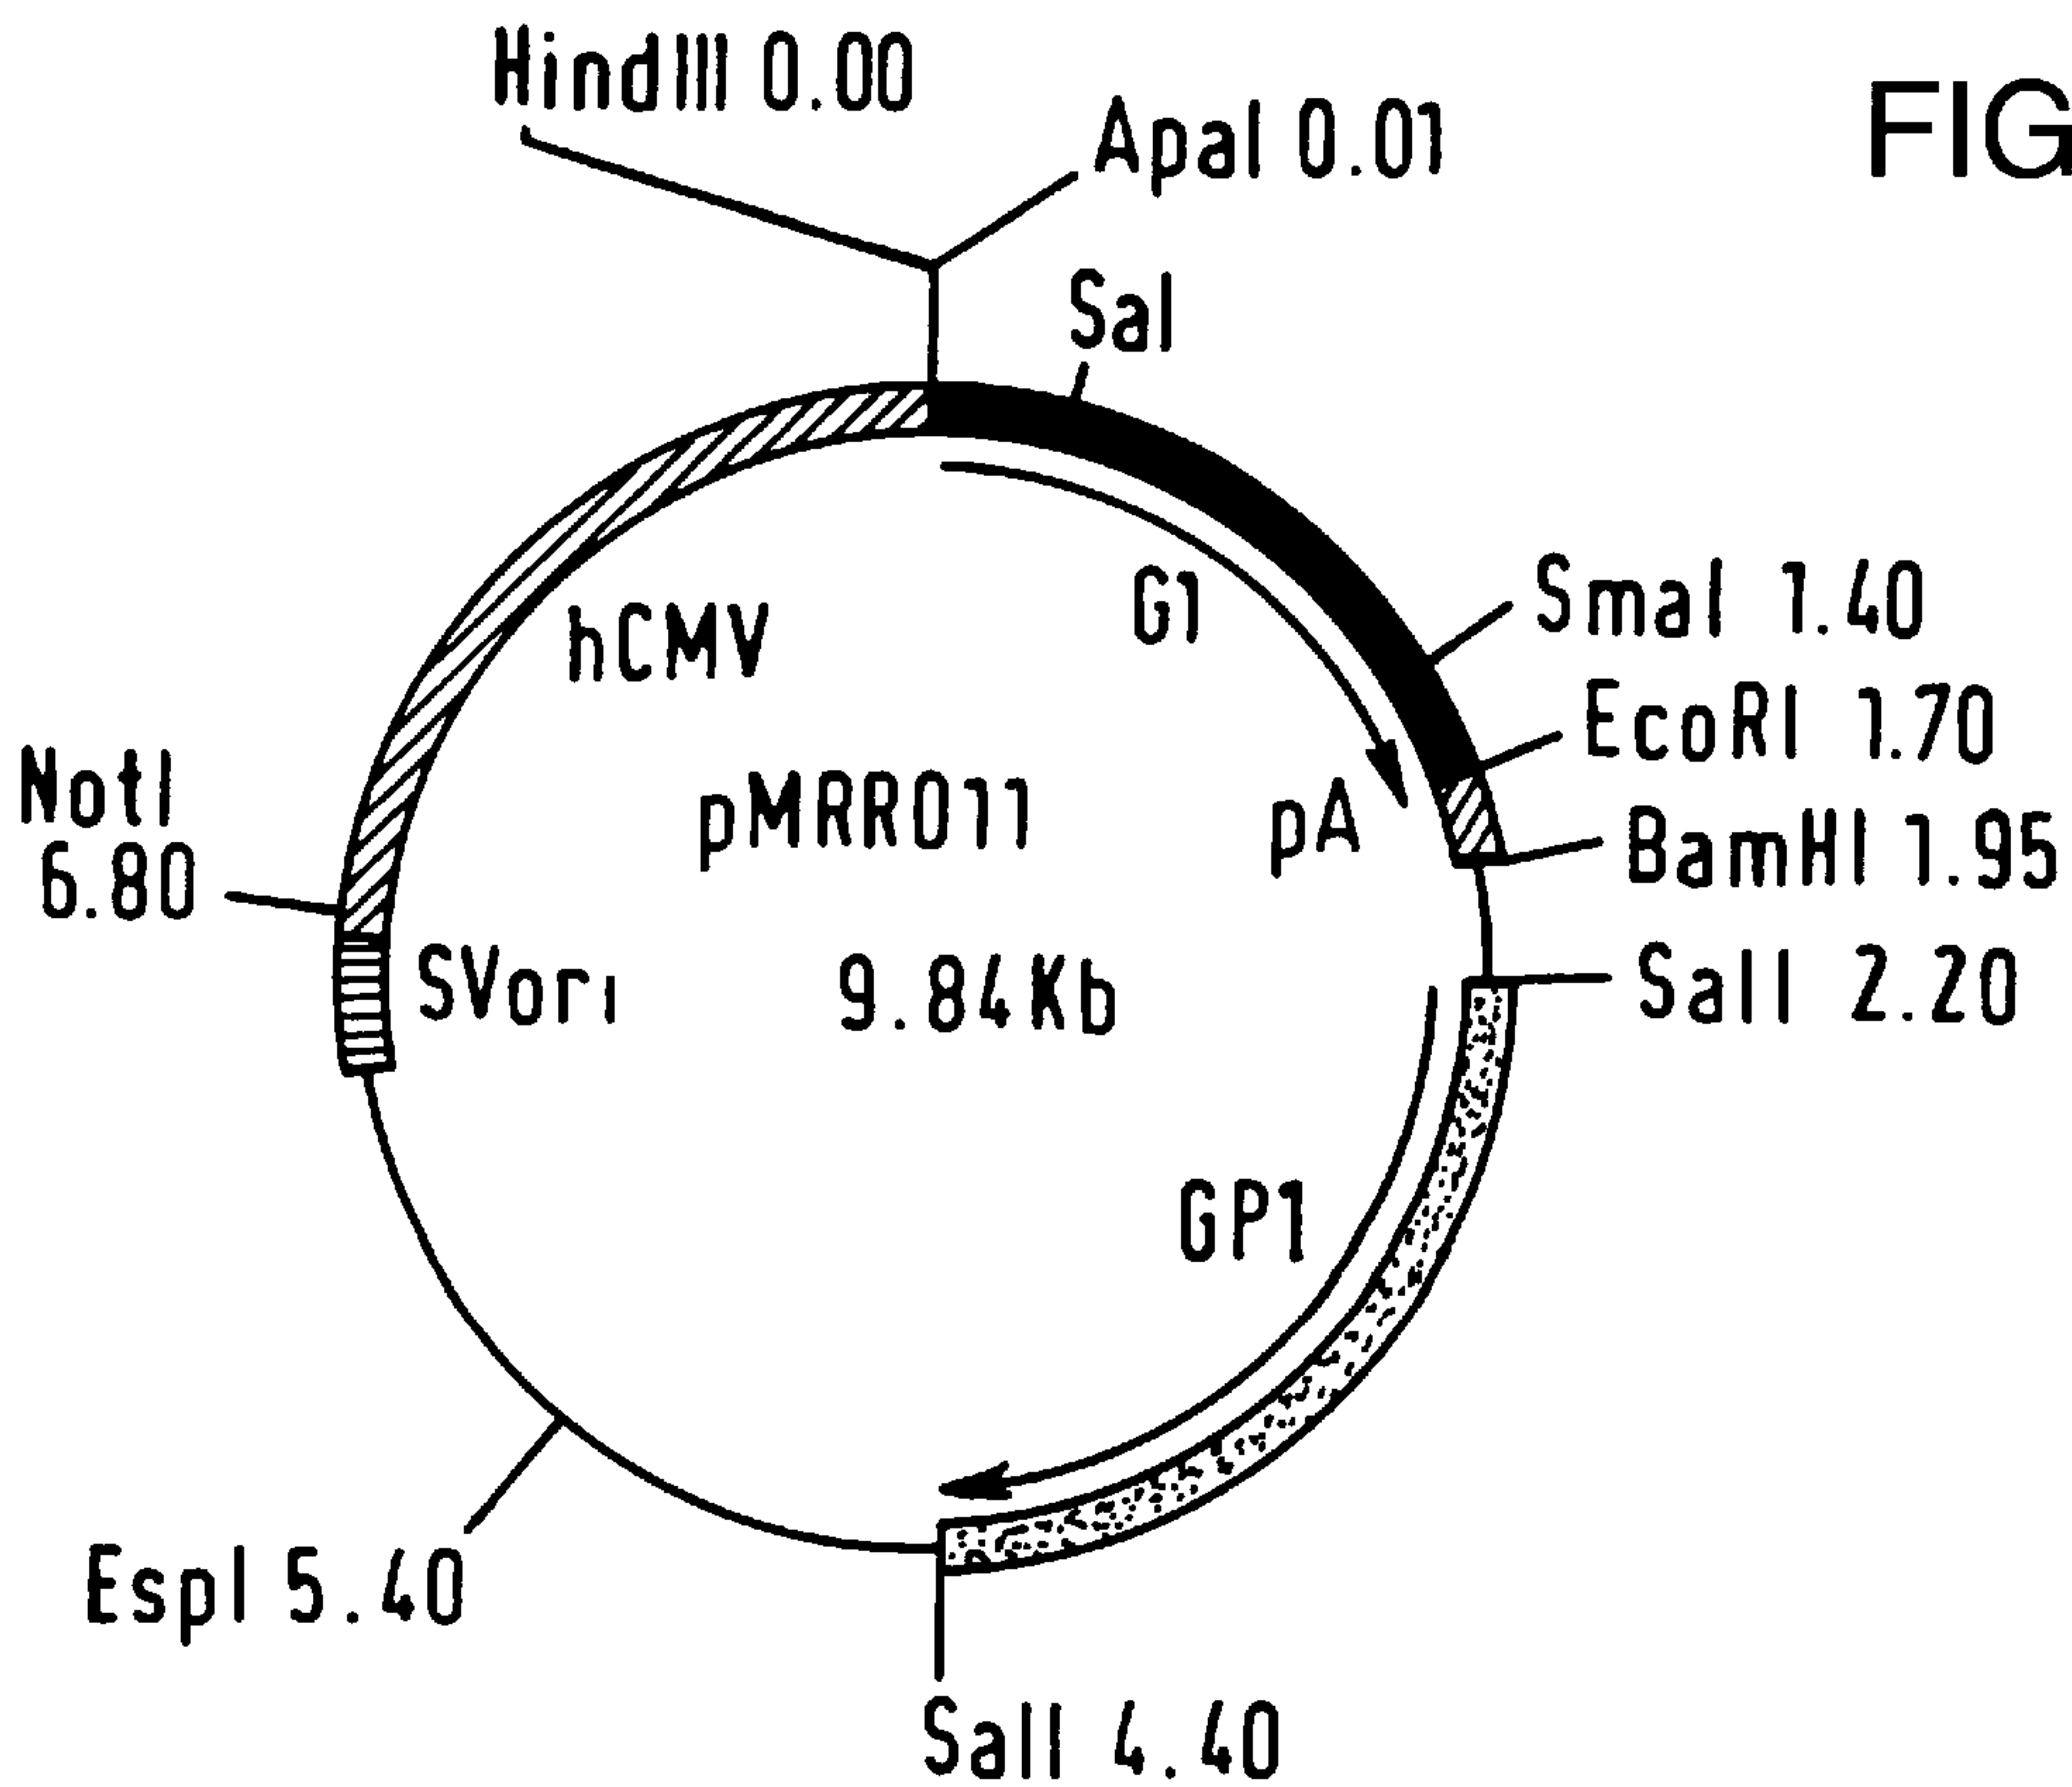 HindIII 0.00
FIG
ApaI 0.01
Sal
G1
SmaI 1.40
hCMV
EcoRI 1.70
NotI
6.80
pMRR011
pA
BamHI 1.95
SVori
9.84Kb
SalI 2.20
GP1
EspI 5.40
SalI 4.40